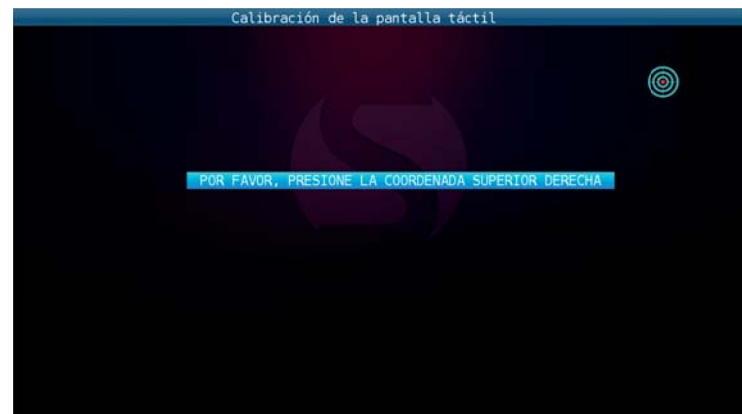 Calibración de la pantalla táctil
POR FAVOR, PRESIONE LA COORDENADA SUPERIOR DERECHA